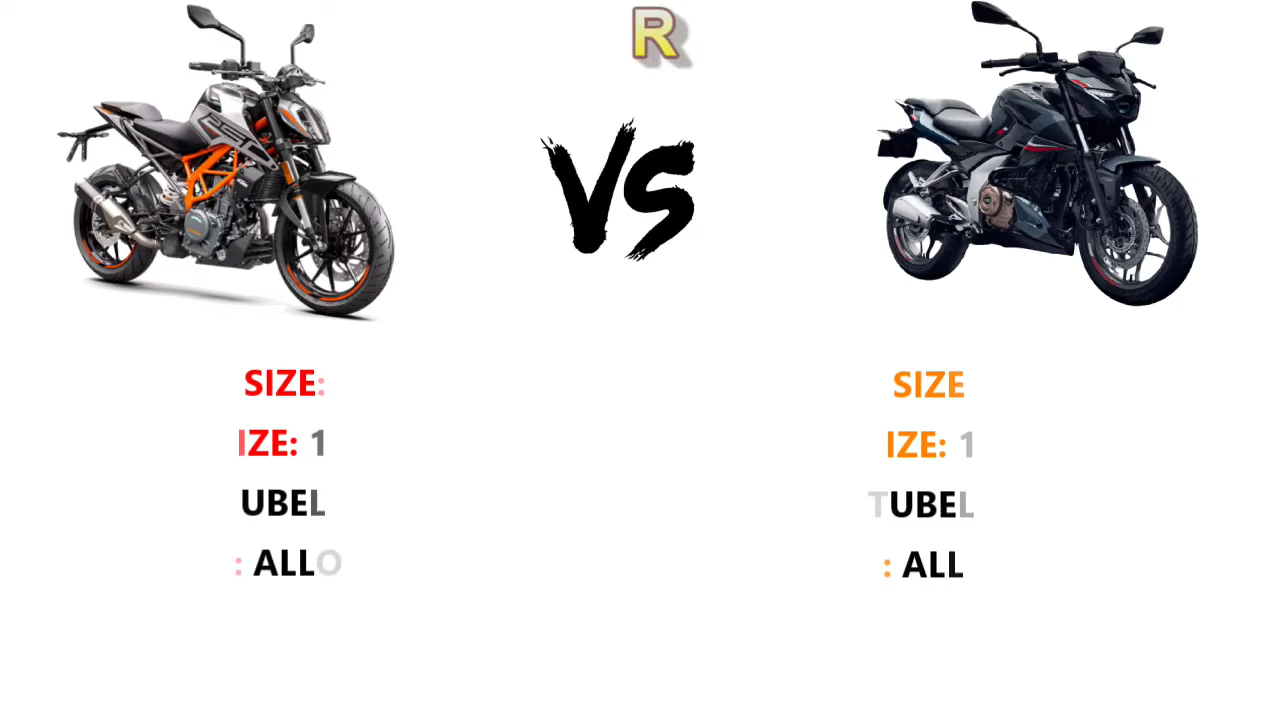 R
VS
SIZE:
SIZE
IZE: 1
IZE: 1
UBEL
TUBEL
: ALLO
: ALL